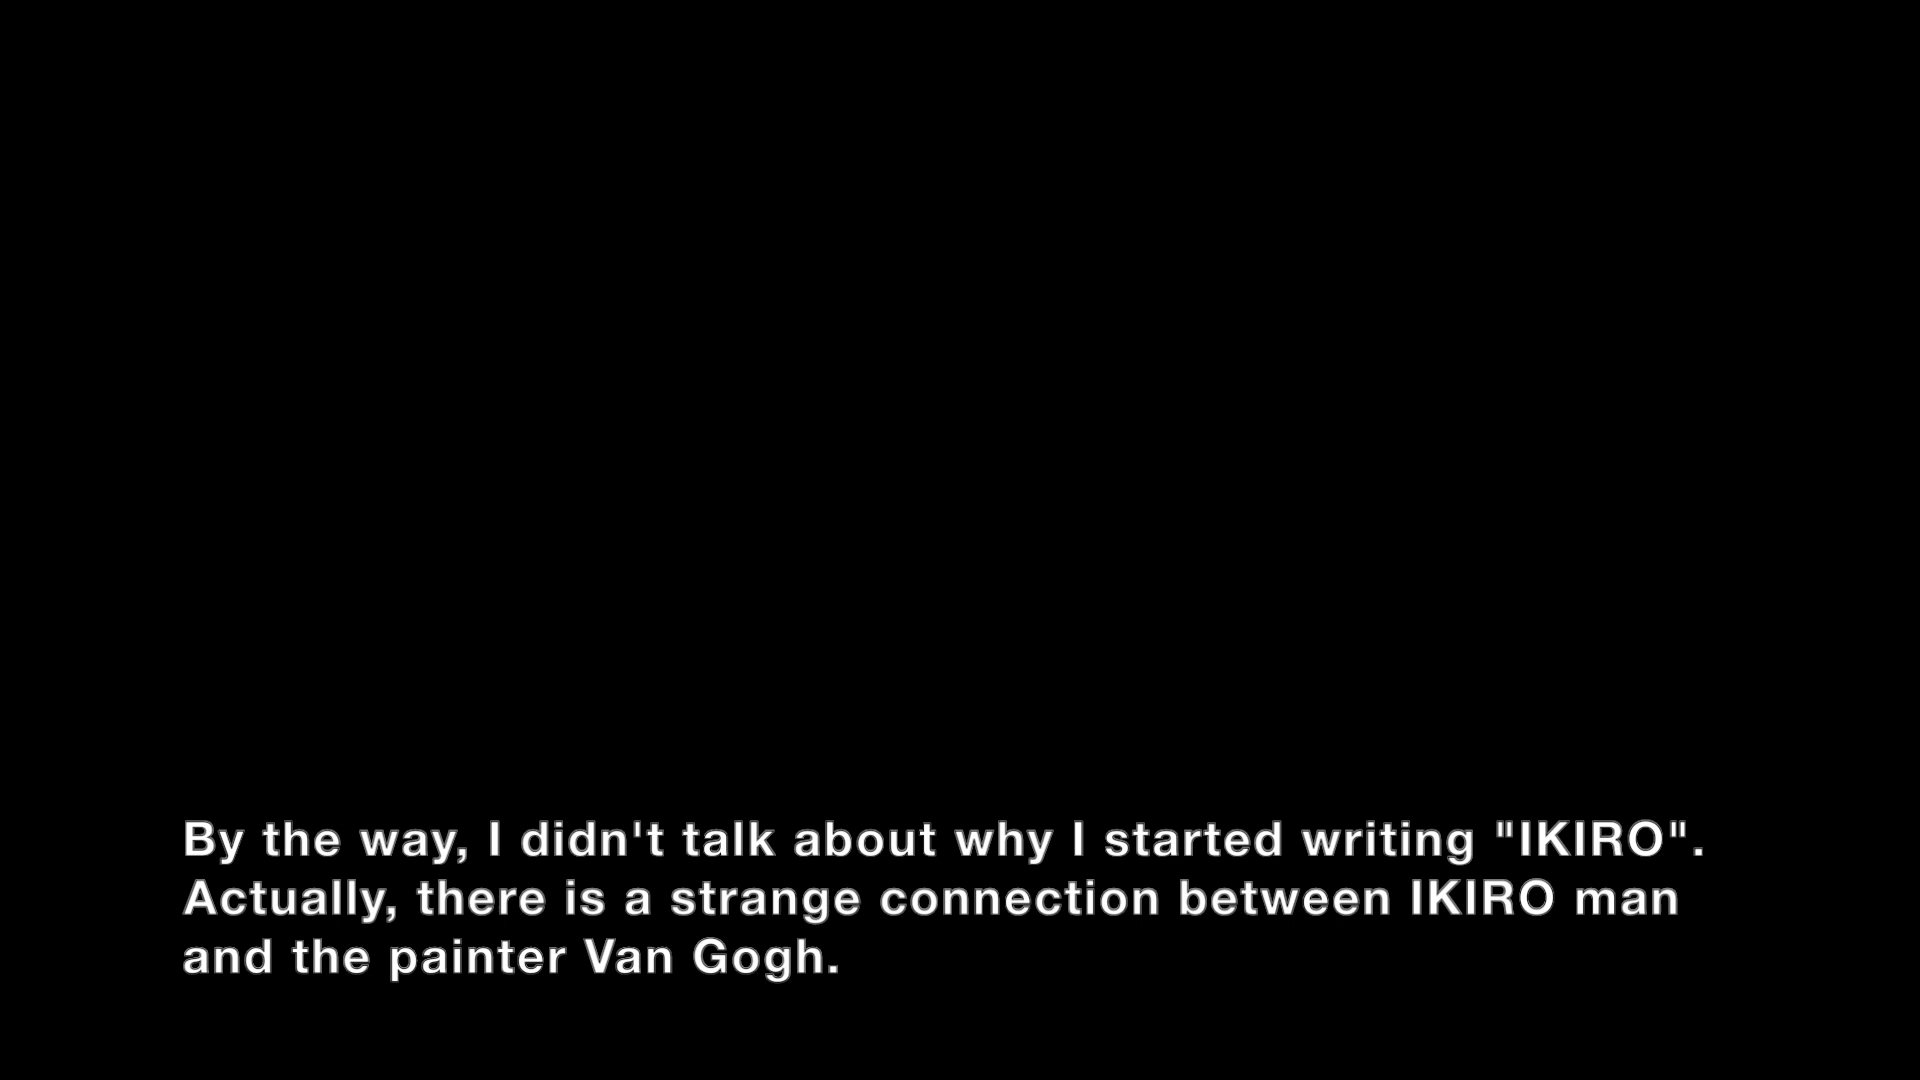 By the way, I didn't talk about why I started writing "IKIRO".
Actually, there is a strange connection between IKIRO man
and the painter Van Gogh.